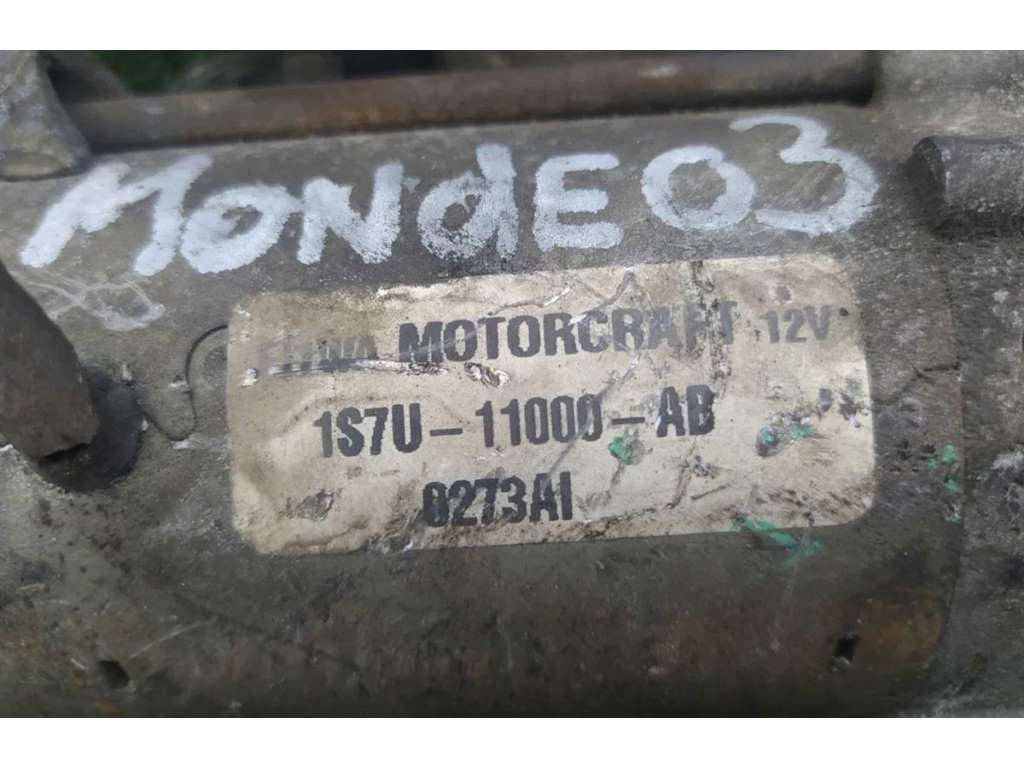 MONdEO3
MOTORCRAFT 12V
1S7U-11000-AB
0273AI